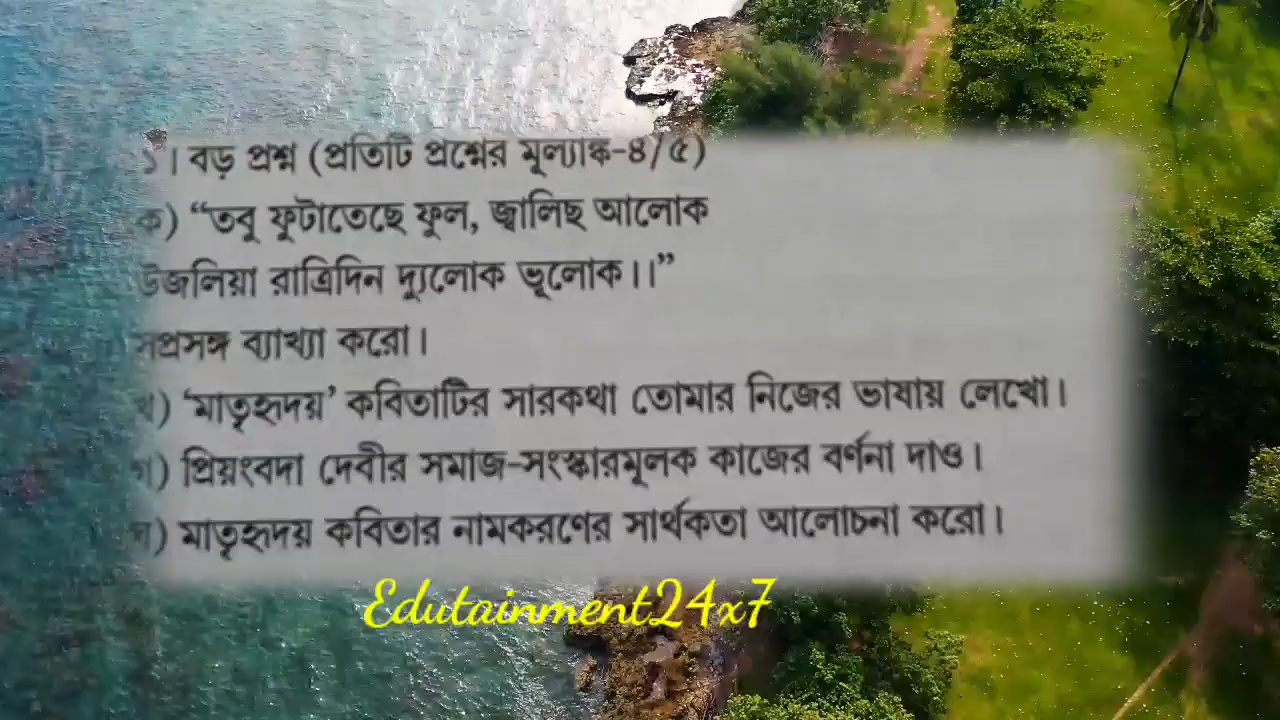 ১। বড় প্রশ্ন (প্রতিটি প্রশ্নের মূল্যাঙ্ক-৪/৫)
ক) “তবু ফুটাতেছে ফুল, জ্বালিছ আলোক
উজলিয়া রাত্রিদিন দ্যুলোক ভূলোক।।”
সপ্রসঙ্গ ব্যাখ্যা করো।
খ) ‘মাতৃহৃদয়’ কবিতাটির সারকথা তোমার নিজের ভাষায় লেখো।
গ) প্রিয়ংবদা দেবীর সমাজ-সংস্কারমূলক কাজের বর্ণনা দাও।
ঘ) মাতৃহৃদয় কবিতার নামকরণের সার্থকতা আলোচনা করো।
Edutainment24x7